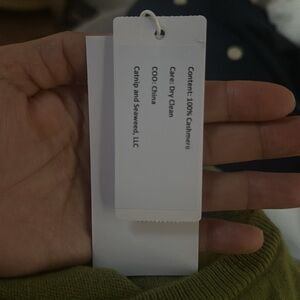 Content: 100% Cashmere
Care: Dry Clean
COO: China
Catnip and Seaweed, LLC